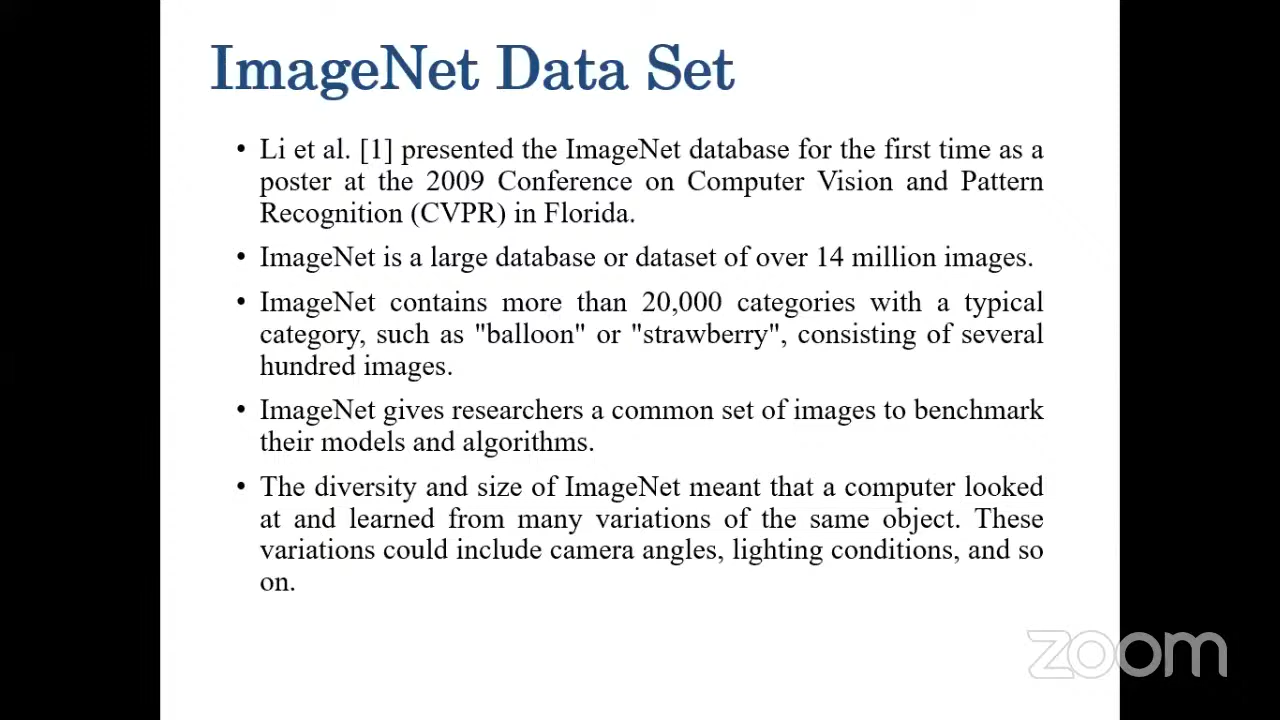 ImageNet Data Set
• Li et al. [1] presented the ImageNet database for the first time as a
poster at the 2009 Conference on Computer Vision and Pattern
Recognition (CVPR) in Florida.
• ImageNet is a large database or dataset of over 14 million images.
• ImageNet contains more than 20,000 categories with a typical
category, such as "balloon" or "strawberry", consisting of several
hundred images.
• ImageNet gives researchers a common set of images to benchmark
their models and algorithms.
• The diversity and size of ImageNet meant that a computer looked
at and learned from many variations of the same object. These
variations could include camera angles, lighting conditions, and so
on.
zoom